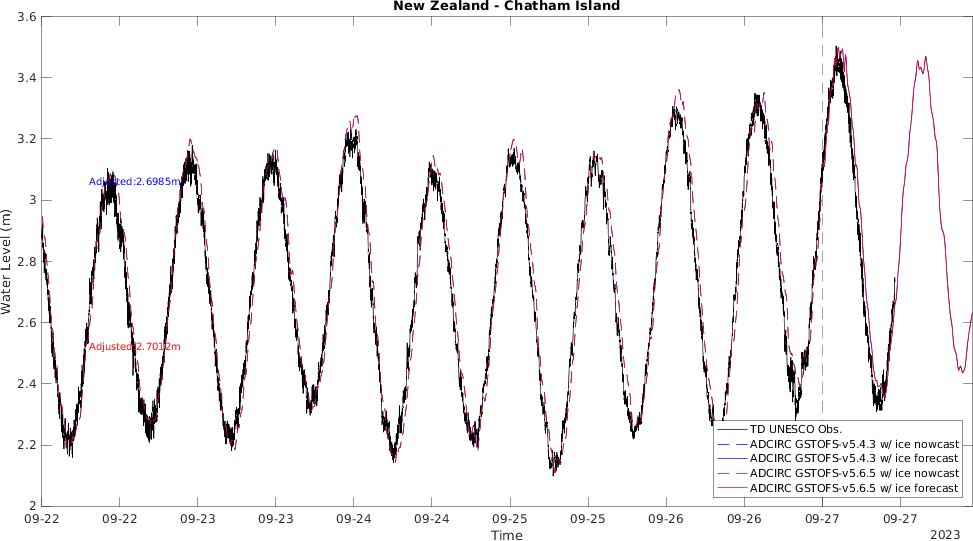 New Zealand - Chatham Island
3.6
3.4
3.2
3
2.8
2.6
2.4
2.2
2
Water Level (m)
Adjusted:2.6985m
Adjusted:2.7012m
TD UNESCO Obs.
ADCIRC GSTOFS-v5.4.3 w/ ice nowcast
ADCIRC GSTOFS-v5.4.3 w/ ice forecast
ADCIRC GSTOFS-v5.6.5 w/ ice nowcast
ADCIRC GSTOFS-v5.6.5 w/ ice forecast
09-22 09-22 09-23 09-23 09-24 09-24 09-25 09-25 09-26 09-26 09-27 09-27
Time
2023